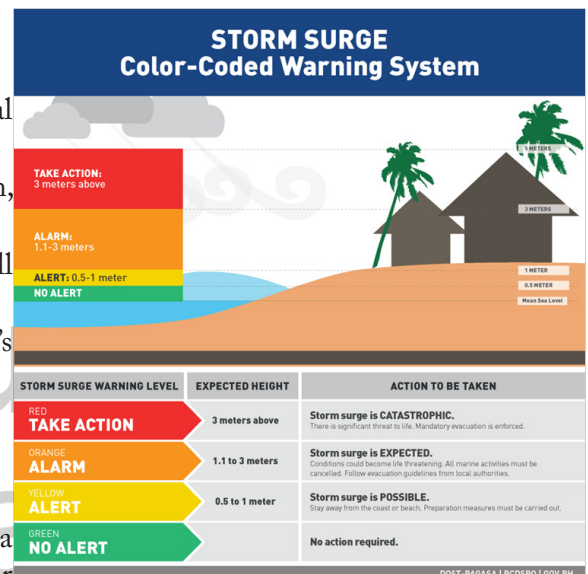 STORM SURGE
Color-Coded Warning System
al
TAKE ACTION:
3 meters above
5 METERS
n,
3 METERS
ALARM:
1.1-3 meters
ll
ALERT: 0.5-1 meter
1 METER
NO ALERT
0.5 METER
Mean Sea Level
's
STORM SURGE WARNING LEVEL EXPECTED HEIGHT ACTION TO BE TAKEN
RED
TAKE ACTION
3 meters above
Storm surge is CATASTROPHIC.
There is significant threat to life. Mandatory evacuation is enforced.
ORANGE
ALARM
1.1 to 3 meters
Storm surge is EXPECTED.
Conditions could become life threatening. All marine activities must be
cancelled. Follow evacuation guidelines from local authorities.
YELLOW
ALERT
0.5 to 1 meter
Storm surge is POSSIBLE.
Stay away from the coast or beach. Preparation measures must be carried out.
GREEN
NO ALERT
No action required.
a